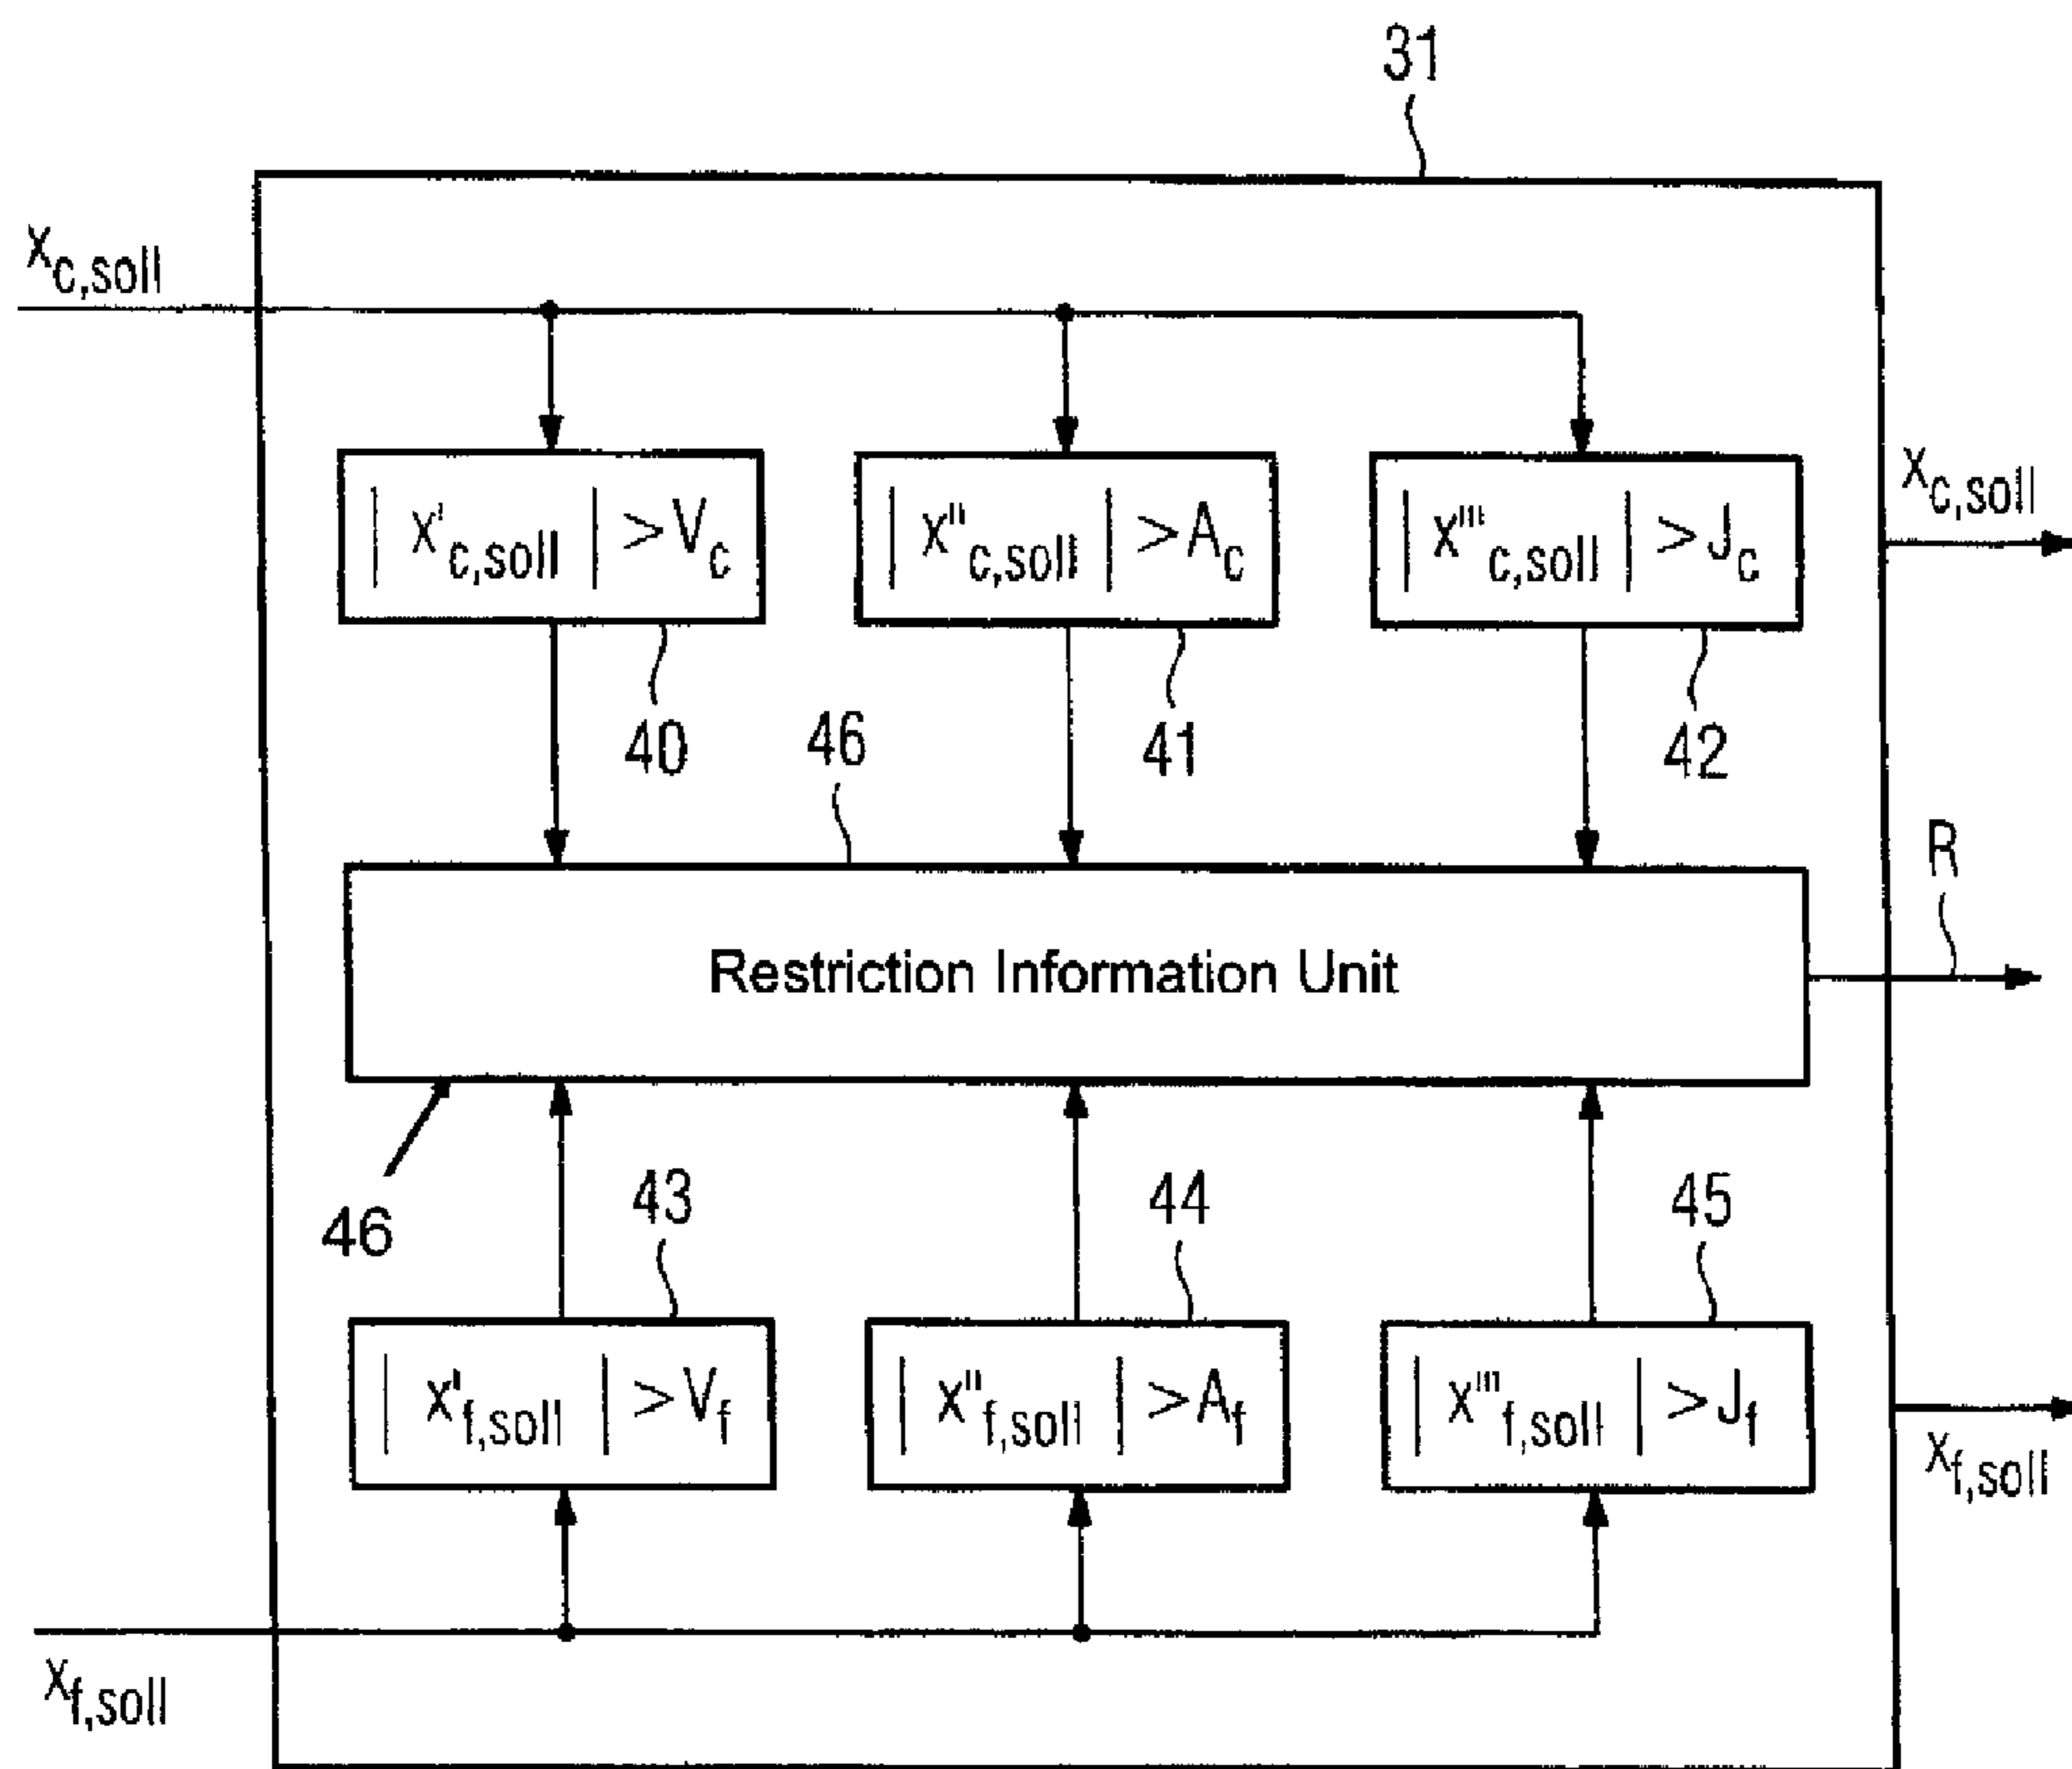 31
x_c,soll
| x'_c,soll | > V_c
| x''_c,soll | > A_c
| x'''_c,soll | > J_c
x_c,soll
40
46
41
42
R
Restriction Information Unit
46
43
44
45
| x'_f,soll | > V_f
| x''_f,soll | > A_f
| x'''_f,soll | > J_f
x_f,soll
x_f,soll